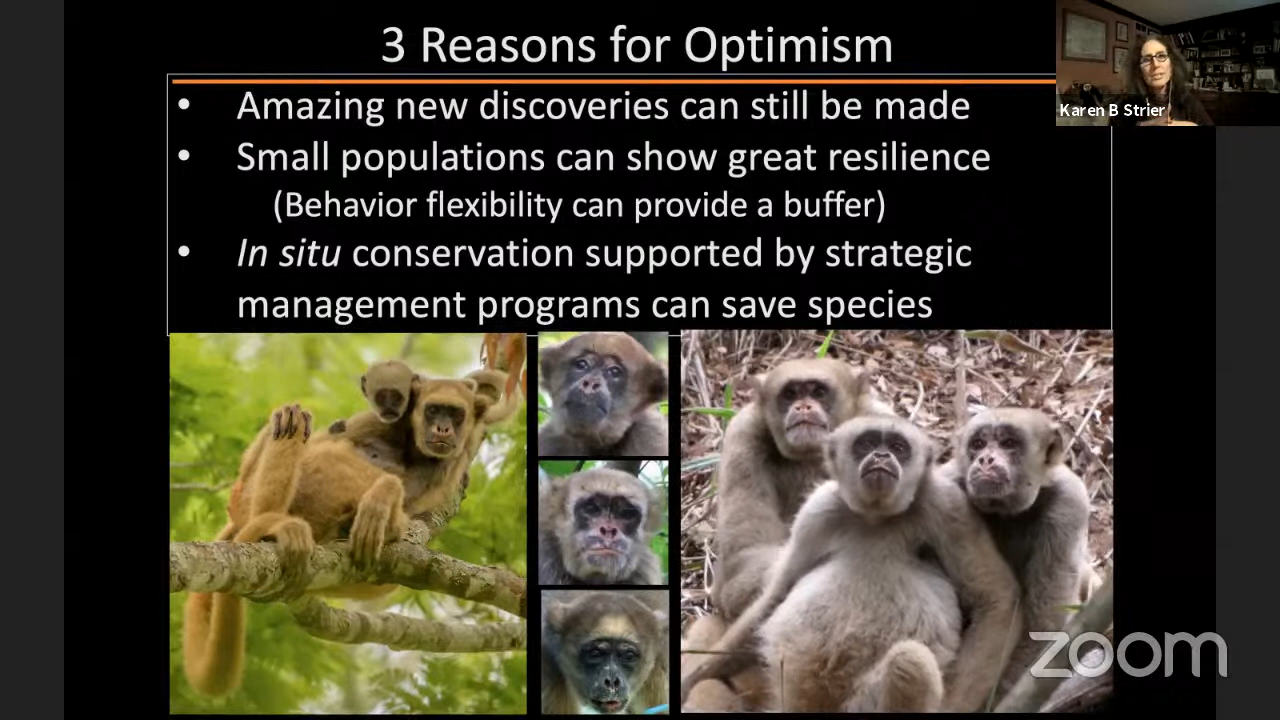 3 Reasons for Optimism
Karen B Strier
• Amazing new discoveries can still be made
• Small populations can show great resilience
(Behavior flexibility can provide a buffer)
• In situ conservation supported by strategic
management programs can save species
zoom